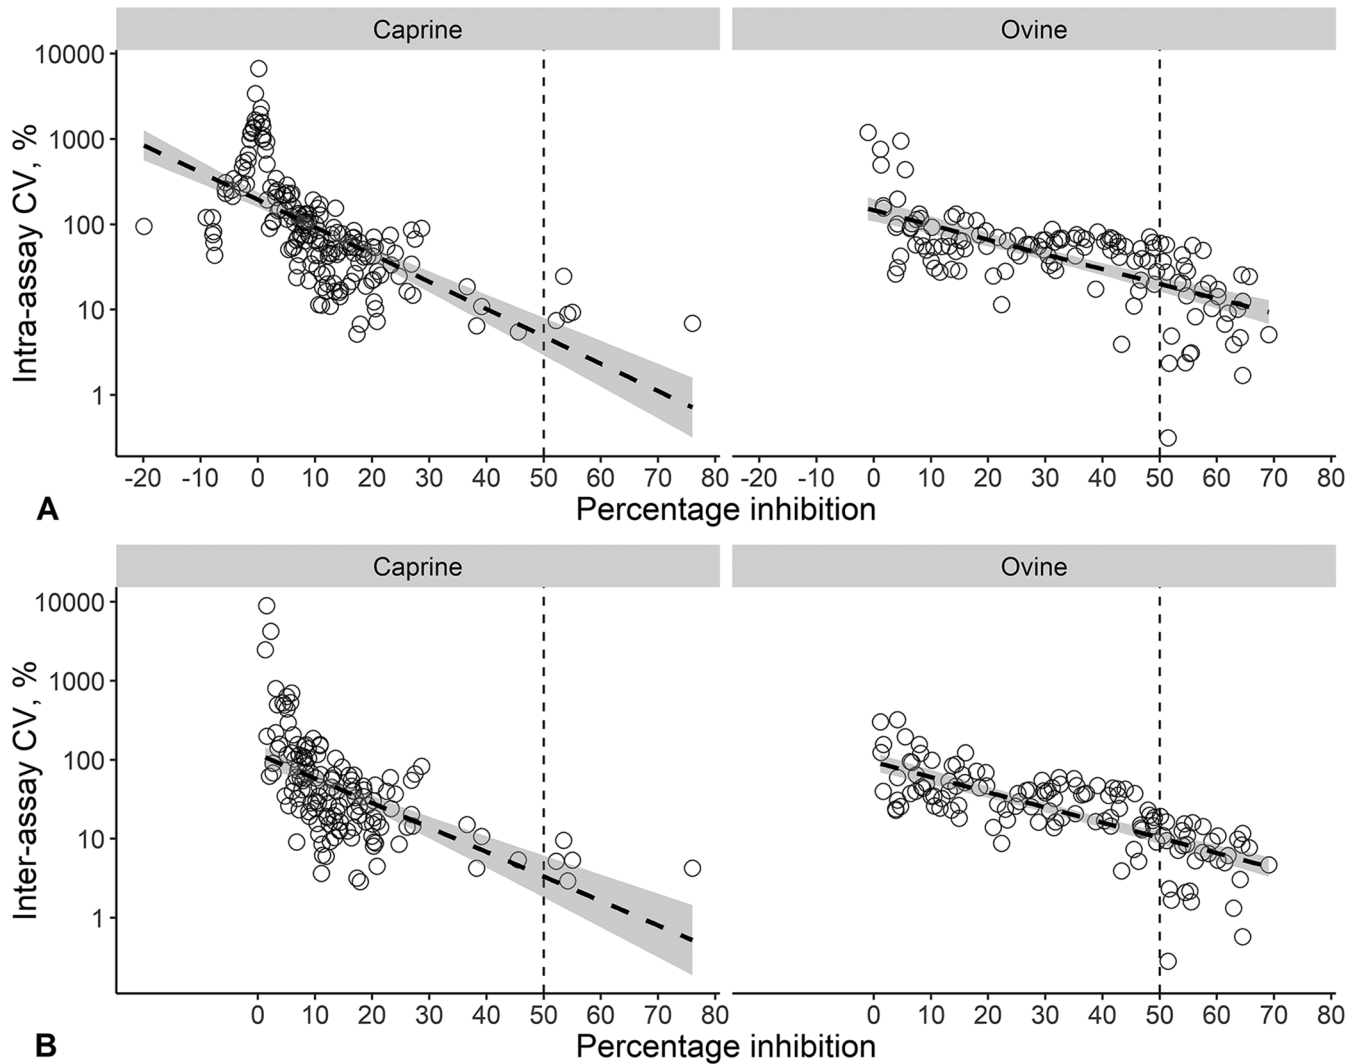 Caprine Ovine
10000
1000
100
10
1
Intra-assay CV, %
-20 -10 0 10 20 30 40 50 60 70 80 -20 -10 0 10 20 30 40 50 60 70 80
A Percentage inhibition
Caprine Ovine
10000
1000
100
10
1
Inter-assay CV, %
0 10 20 30 40 50 60 70 80 0 10 20 30 40 50 60 70 80
B Percentage inhibition